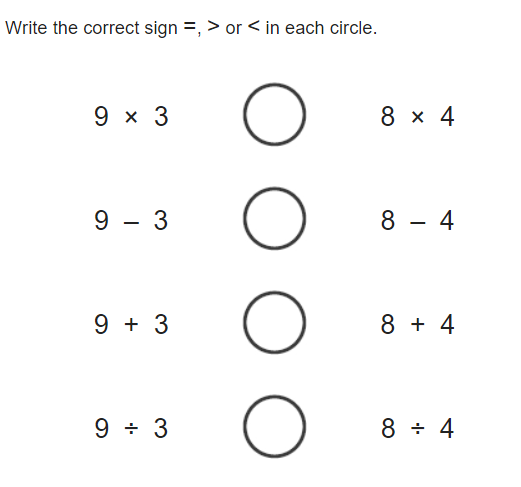 Write the correct sign =, > or < in each circle.
9 × 3 8 × 4
9 – 3 8 – 4
9 + 3 8 + 4
9 ÷ 3 8 ÷ 4